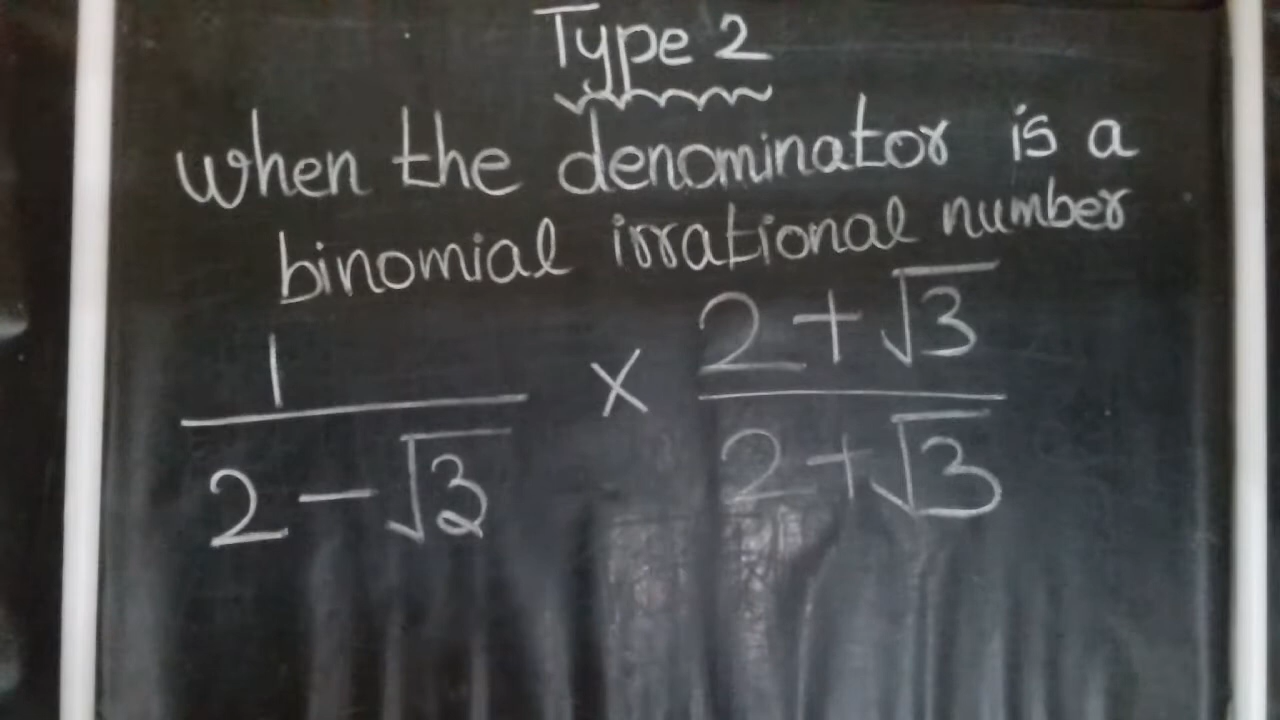 Type 2
When the denominator is a
binomial irrational number
1 / 2 - √3 × 2 + √3 / 2 + √3